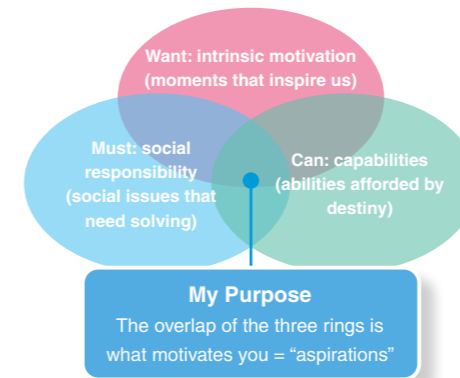 Want: intrinsic motivation
(moments that inspire us)
Must: social
responsibility
(social issues that
need solving)
Can: capabilities
(abilities afforded by
destiny)
My Purpose
The overlap of the three rings is
what motivates you = “aspirations”